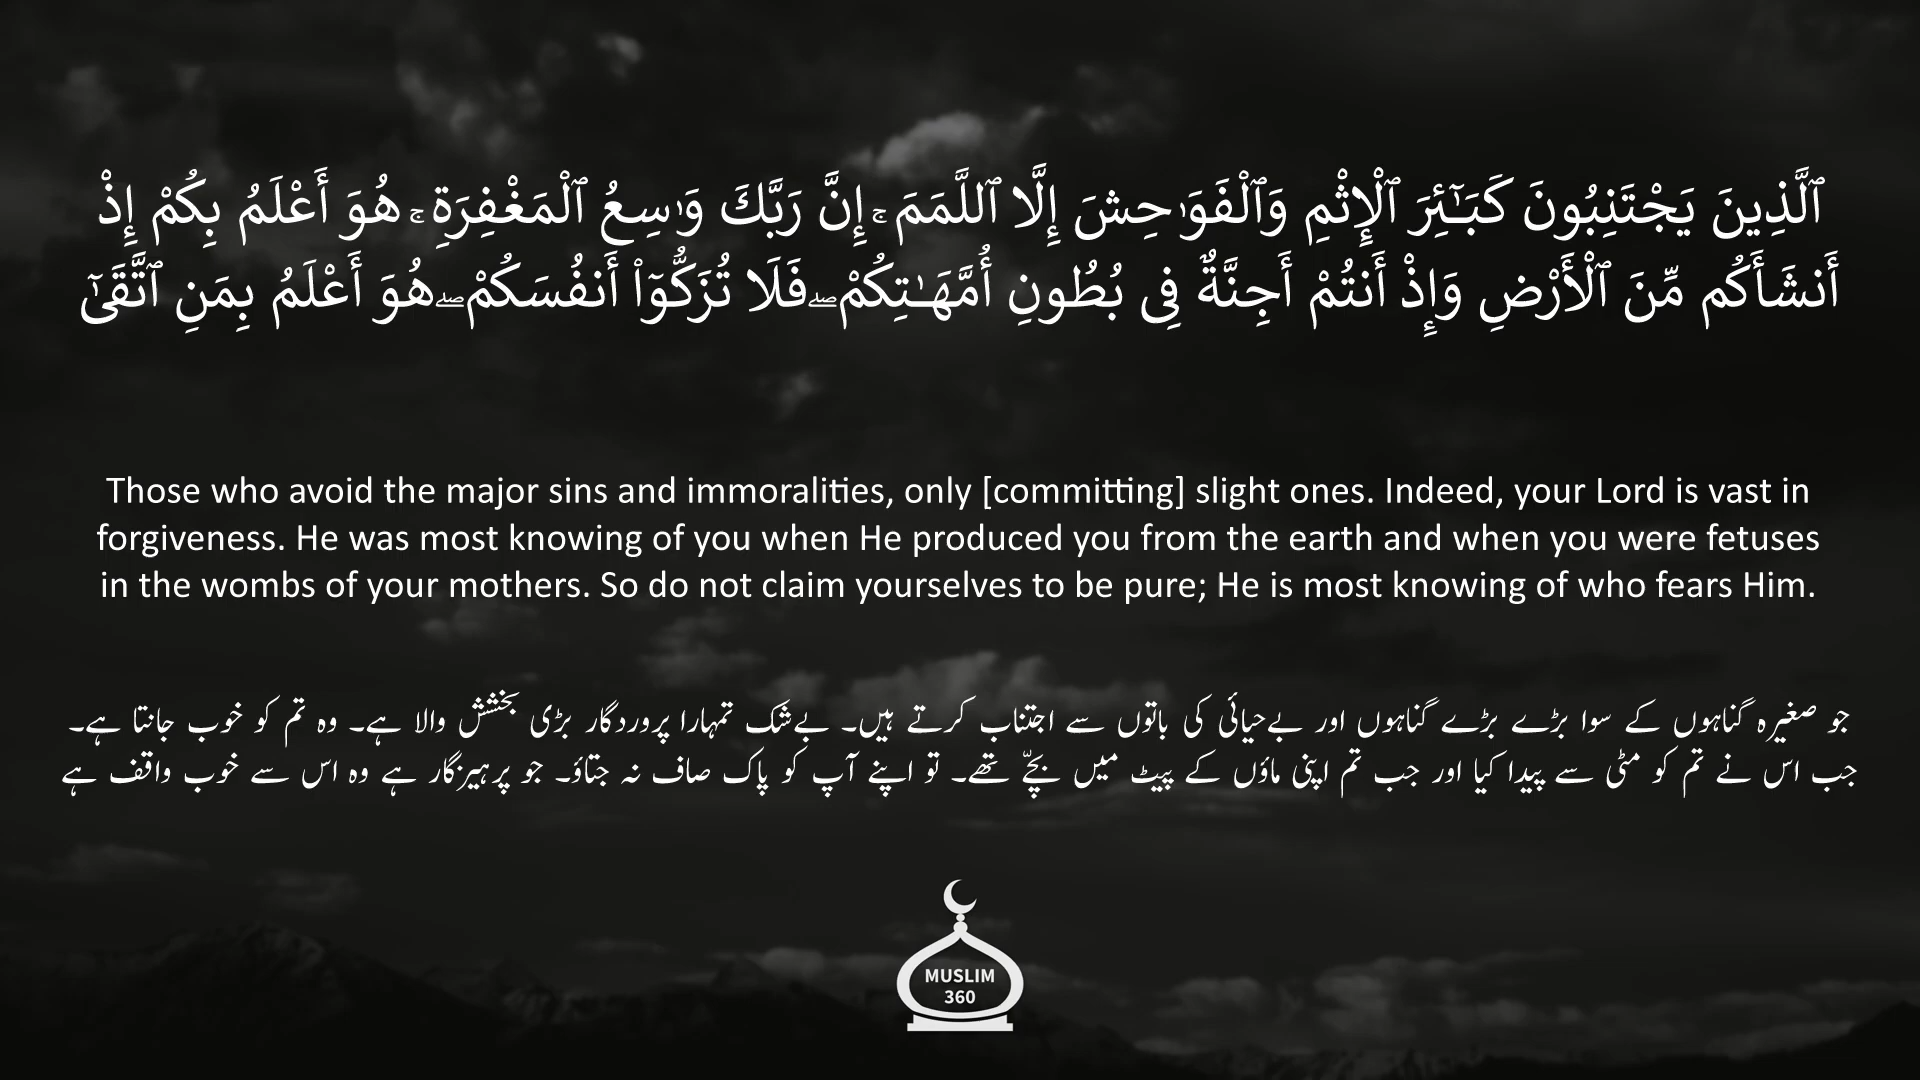 ٱلَّذِينَ يَجْتَنِبُونَ كَبَـٰٓئِرَ ٱلْإِثْمِ وَٱلْفَوَٰحِشَ إِلَّا ٱللَّمَمَ ۚ إِنَّ رَبَّكَ وَٰسِعُ ٱلْمَغْفِرَةِ ۚ هُوَ أَعْلَمُ بِكُمْ إِذْ
أَنشَأَكُم مِّنَ ٱلْأَرْضِ وَإِذْ أَنتُمْ أَجِنَّةٌ فِى بُطُونِ أُمَّهَـٰتِكُمْ ۖ فَلَا تُزَكُّوٓا۟ أَنفُسَكُمْ ۖ هُوَ أَعْلَمُ بِمَنِ ٱتَّقَىٰٓ
Those who avoid the major sins and immoralities, only [committing] slight ones. Indeed, your Lord is vast in
forgiveness. He was most knowing of you when He produced you from the earth and when you were fetuses
in the wombs of your mothers. So do not claim yourselves to be pure; He is most knowing of who fears Him.
جو صغیرہ گناہوں کے سوا بڑے بڑے گناہوں اور بےحیائی کی باتوں سے اجتناب کرتے ہیں۔ بےشک تمہارا پروردگار بڑی بخشش والا ہے۔ وہ تم کو خوب جانتا ہے۔
جب اس نے تم کو مٹی سے پیدا کیا اور جب تم اپنی ماؤں کے پیٹ میں بچّے تھے۔ تو اپنے آپ کو پاک صاف نہ جتاؤ۔ جو پرہیزگار ہے وہ اس سے خوب واقف ہے
MUSLIM
360